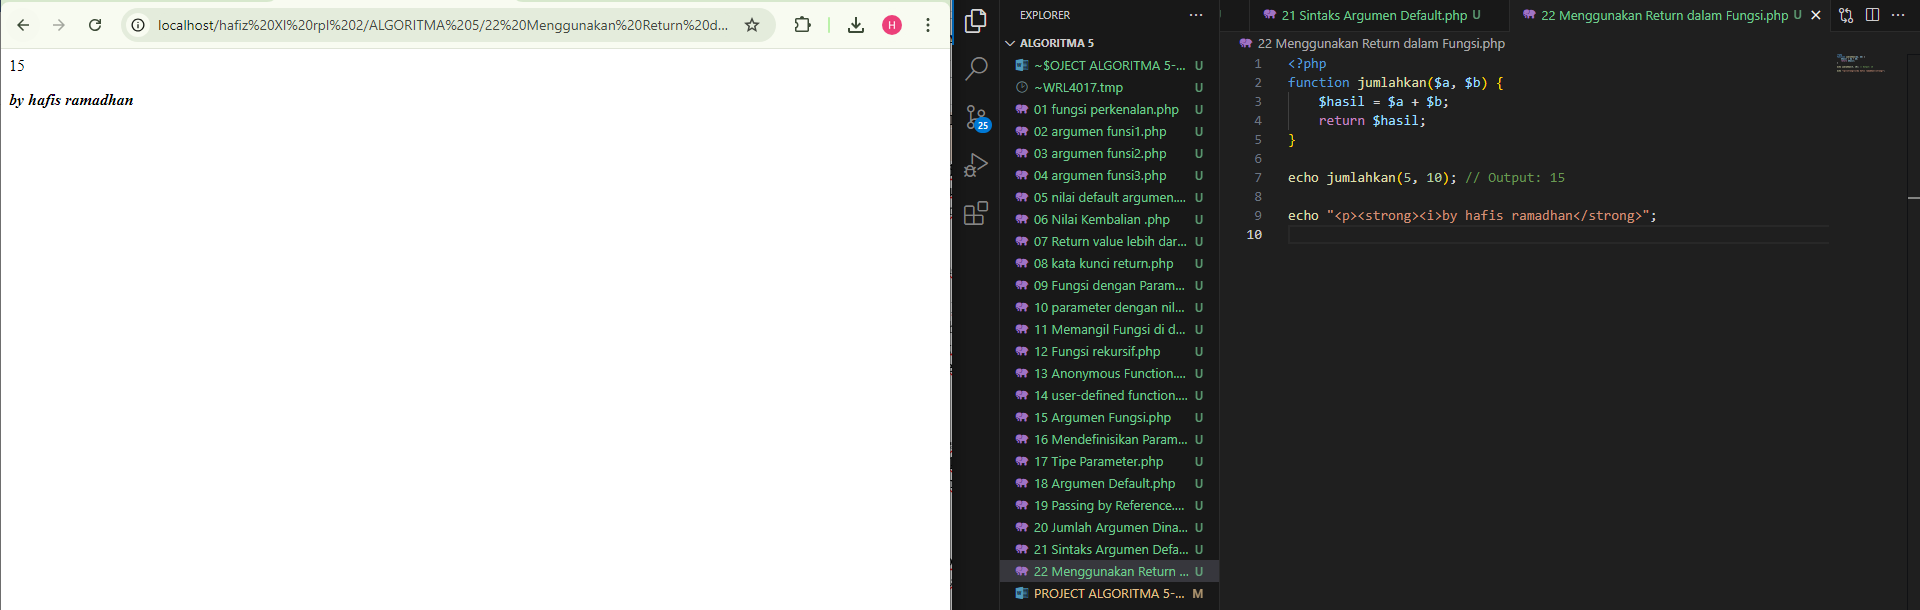 localhost/hafiz%20XI%20rpl%202/ALGORITMA%205/22%20Menggunakan%20Return%20d...
H
15
by hafis ramadhan
EXPLORER
ALGORITMA 5
~$OJECT ALGORITMA 5-... U
~WRL4017.tmp U
01 fungsi perkenalan.php U
02 argumen funsi1.php U
03 argumen funsi2.php U
04 argumen funsi3.php U
05 nilai default argumen.... U
06 Nilai Kembalian .php U
07 Return value lebih dar... U
08 kata kunci return.php U
09 Fungsi dengan Param... U
10 parameter dengan nil... U
11 Memangil Fungsi di d... U
12 Fungsi rekursif.php U
13 Anonymous Function.... U
14 user-defined function.... U
15 Argumen Fungsi.php U
16 Mendefinisikan Param... U
17 Tipe Parameter.php U
18 Argumen Default.php U
19 Passing by Reference.... U
20 Jumlah Argumen Dina... U
21 Sintaks Argumen Defa... U
22 Menggunakan Return ... U
PROJECT ALGORITMA 5-... M
25
21 Sintaks Argumen Default.php U
22 Menggunakan Return dalam Fungsi.php U
22 Menggunakan Return dalam Fungsi.php
1 <?php
2 function jumlahkan($a, $b) {
3 $hasil = $a + $b;
4 return $hasil;
5 }
6
7 echo jumlahkan(5, 10); // Output: 15
8
9 echo "<p><strong><i>by hafis ramadhan</strong>";
10